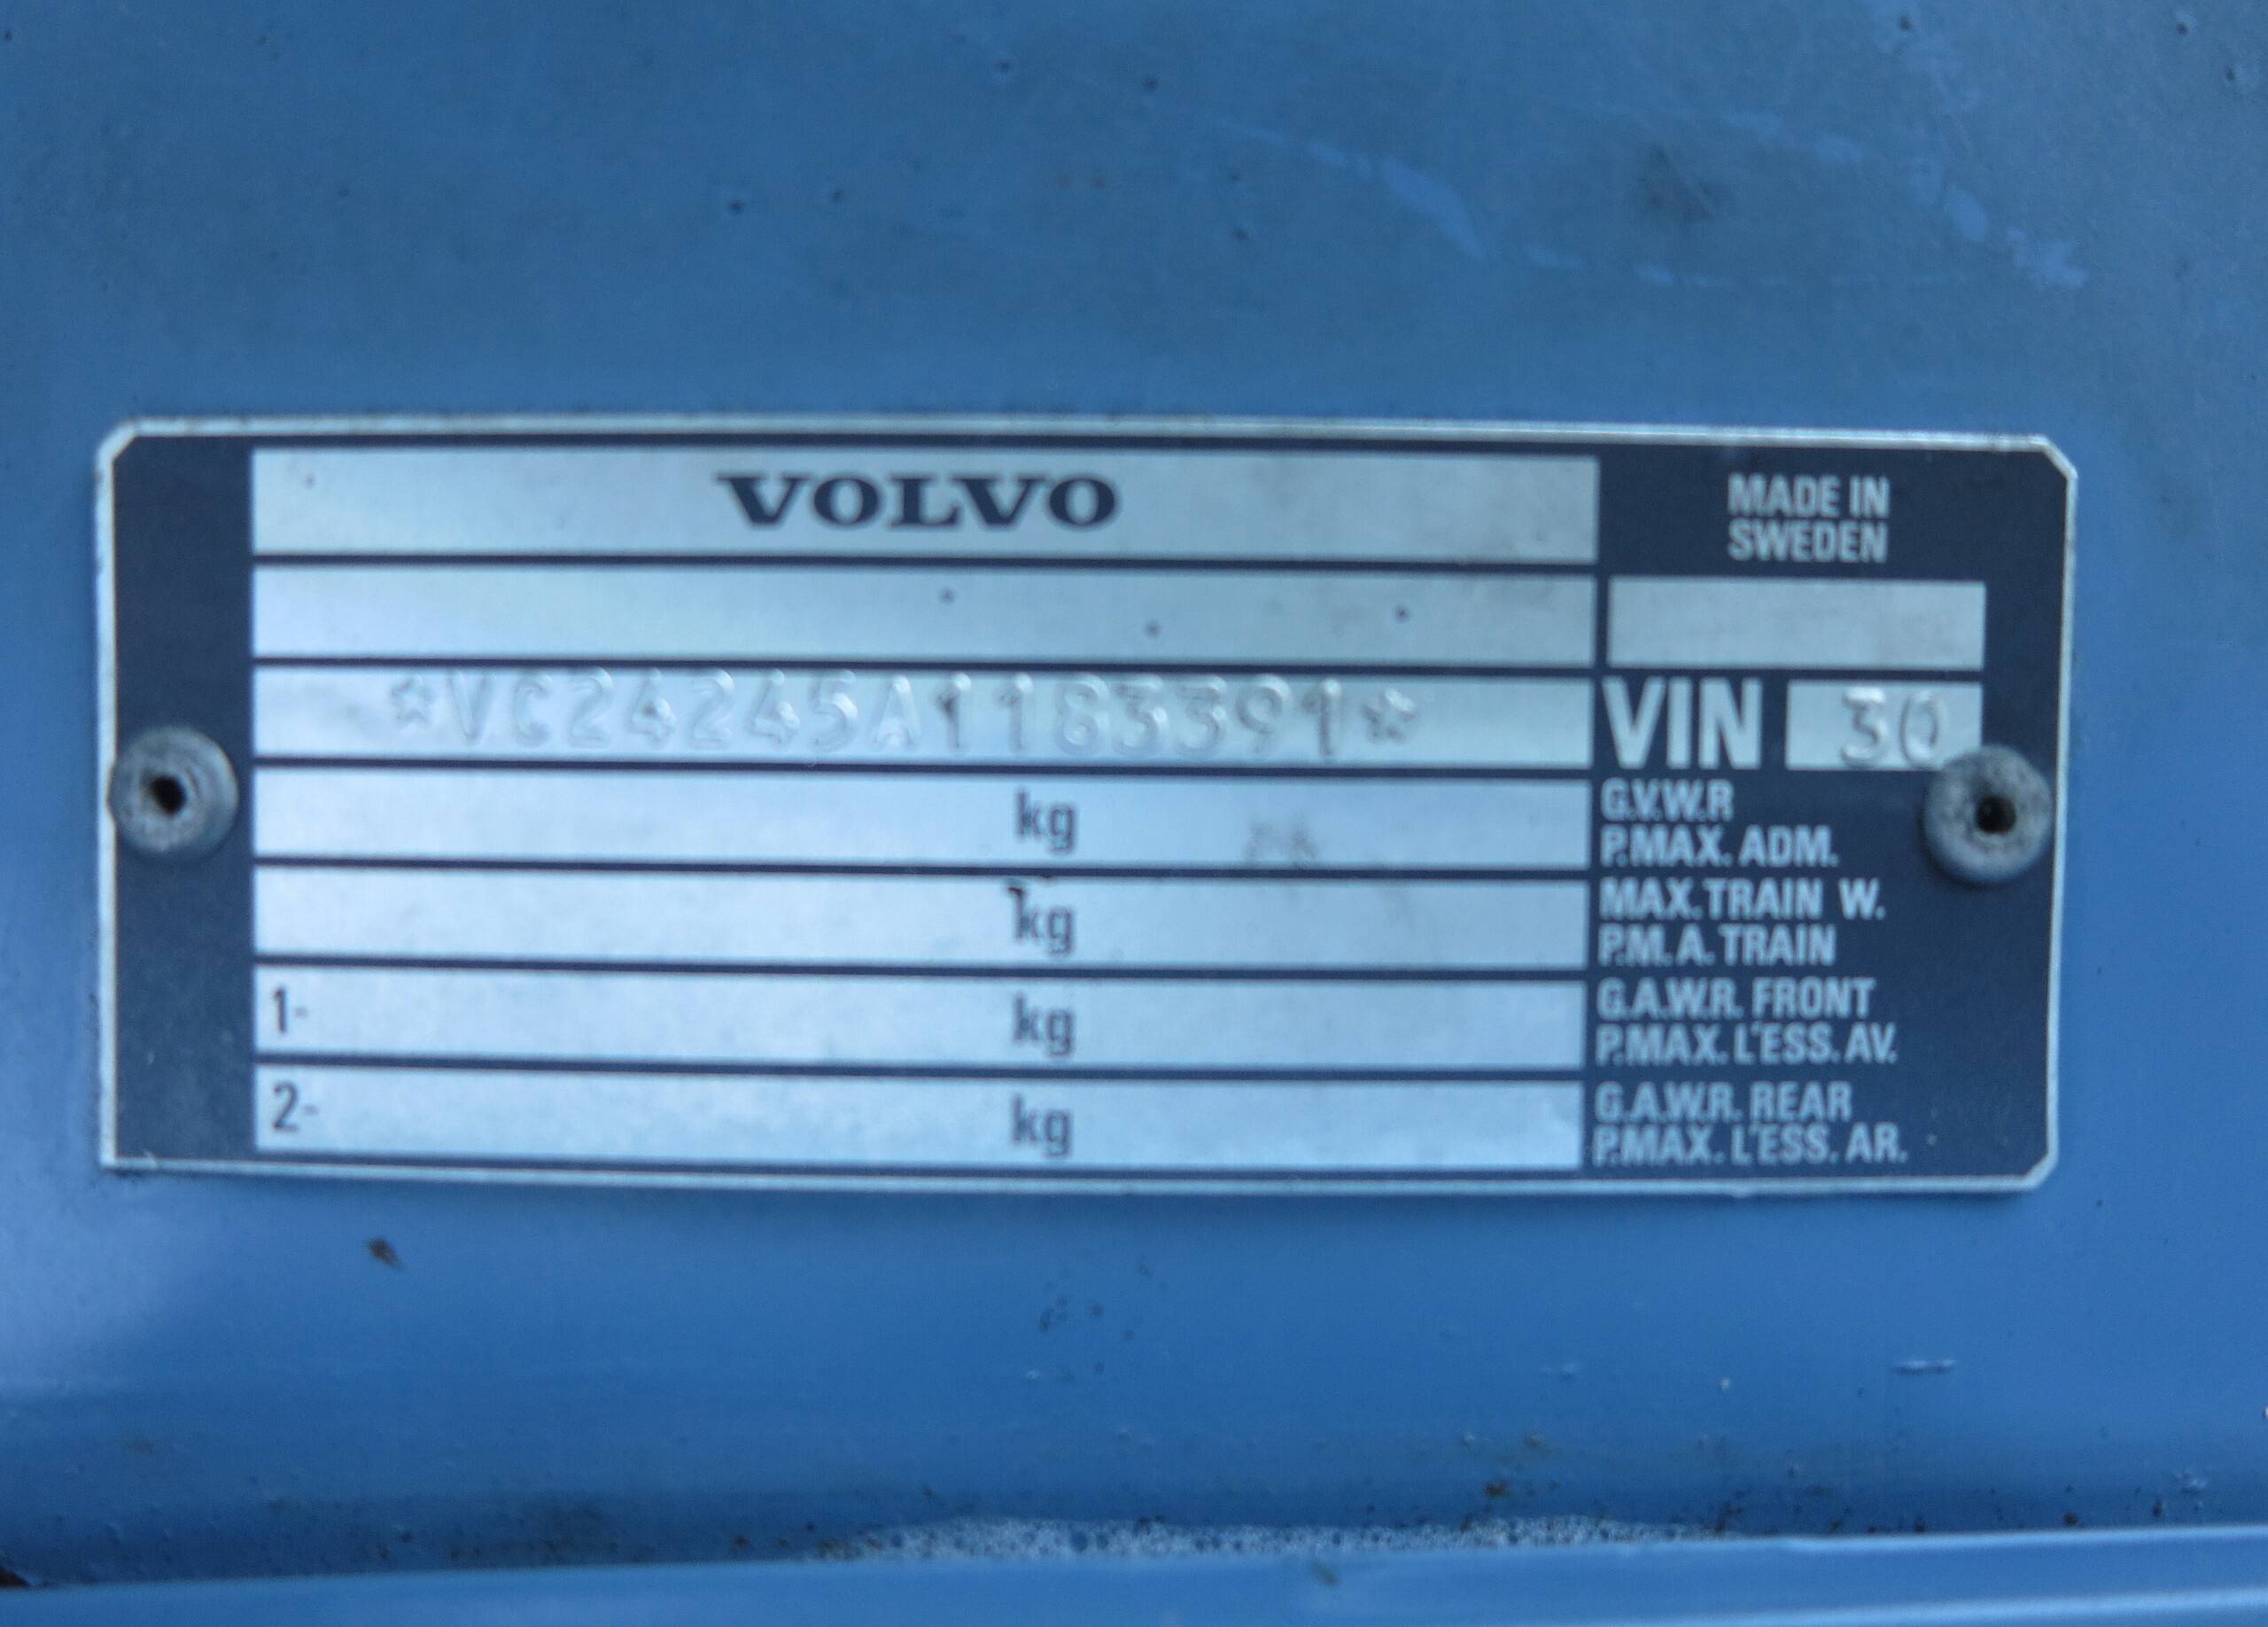 VOLVO
MADE IN
SWEDEN
*VC24245A1183391*
VIN 30
kg
G.V.W.R
P.MAX. ADM.
kg
MAX. TRAIN W.
P.M. A. TRAIN
1- kg
G.A.W.R. FRONT
P.MAX. L'ESS. AV.
2- kg
G.A.W.R. REAR
P.MAX. L'ESS. AR.